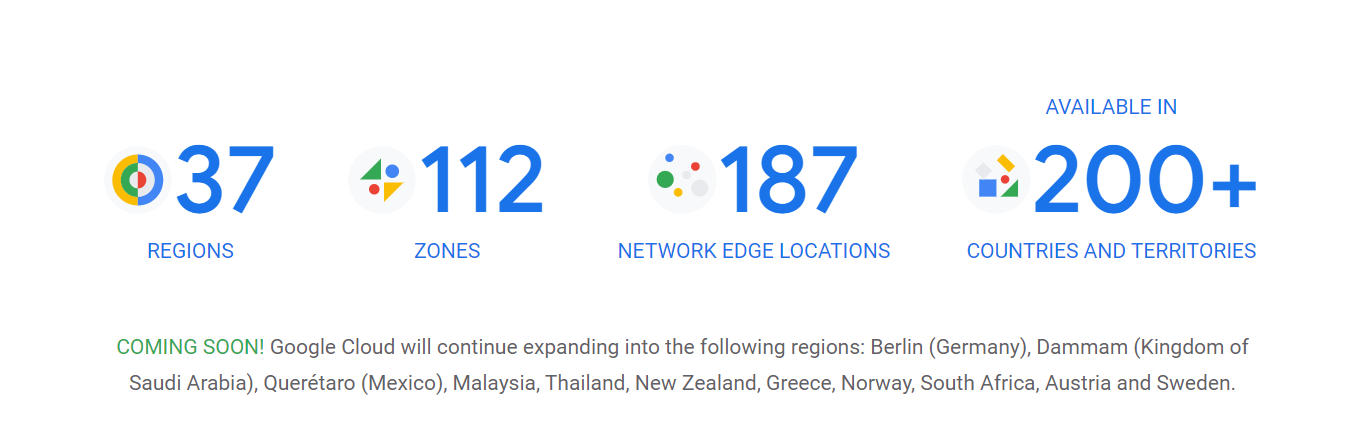 AVAILABLE IN
37
112
187
200+
REGIONS
ZONES
NETWORK EDGE LOCATIONS
COUNTRIES AND TERRITORIES
COMING SOON! Google Cloud will continue expanding into the following regions: Berlin (Germany), Dammam (Kingdom of
Saudi Arabia), Querétaro (Mexico), Malaysia, Thailand, New Zealand, Greece, Norway, South Africa, Austria and Sweden.